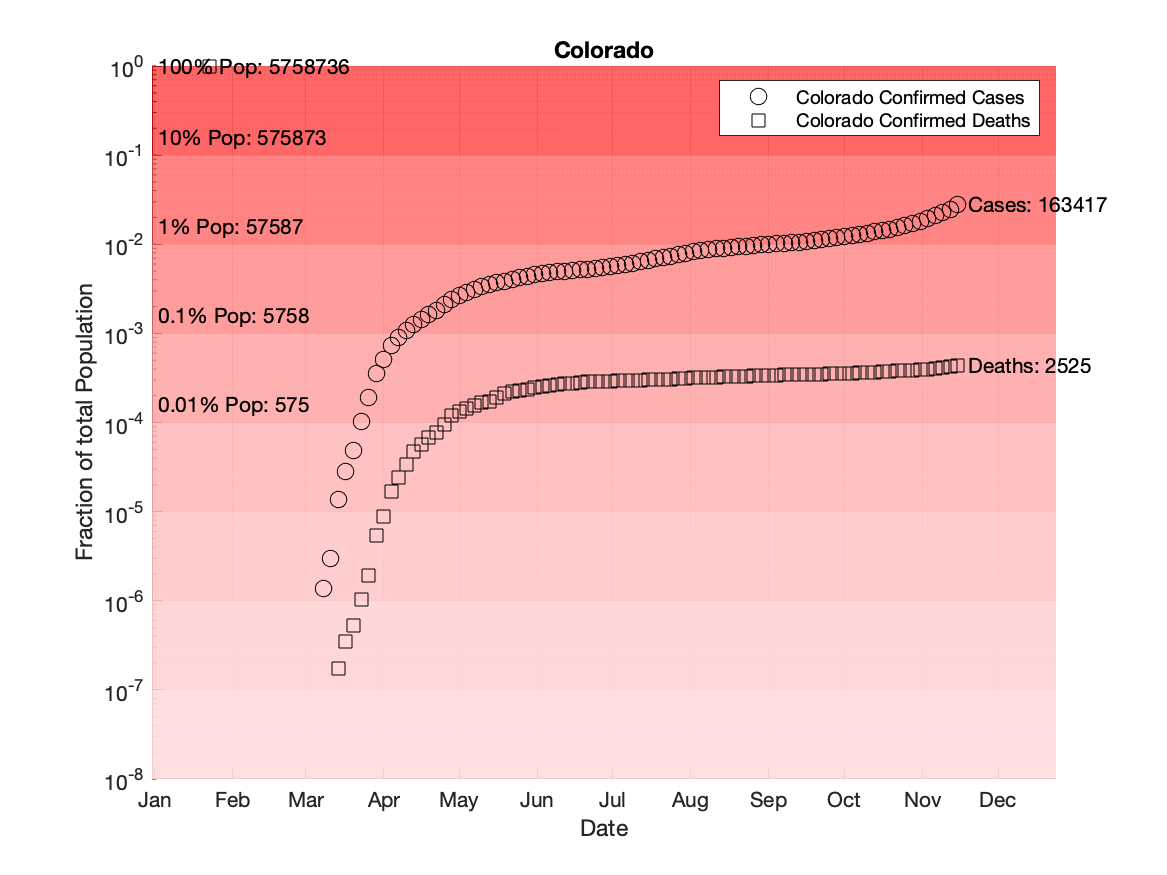 Colorado
10^0
100% Pop: 5758736
Colorado Confirmed Cases
Colorado Confirmed Deaths
10% Pop: 575873
10^-1
Cases: 163417
1% Pop: 57587
10^-2
0.1% Pop: 5758
10^-3
Deaths: 2525
0.01% Pop: 575
10^-4
10^-5
10^-6
10^-7
10^-8
Fraction of total Population
Jan Feb Mar Apr May Jun Jul Aug Sep Oct Nov Dec
Date